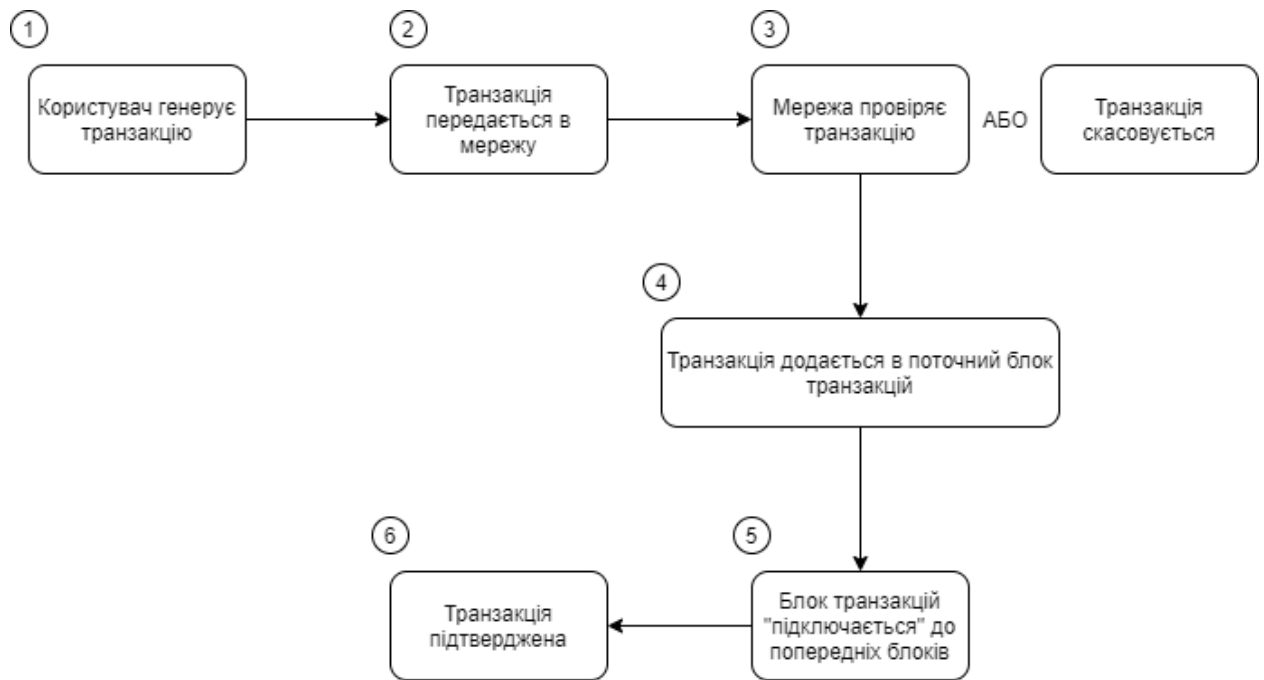 1
Користувач генерує
транзакцію
2
Транзакція
передається в
мережу
3
Мережа провіряє
транзакцію
АБО
Транзакція
скасовується
4
Транзакція додається в поточний блок
транзакцій
5
Блок транзакцій
"підключається" до
попередніх блоків
6
Транзакція
підтверджена